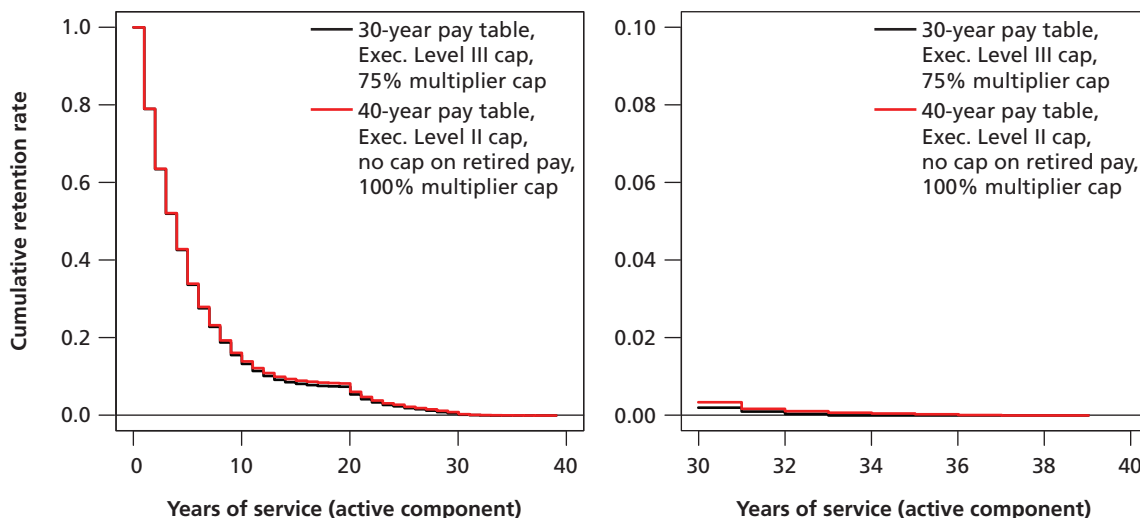 Cumulative retention rate
1.0
0.8
0.6
0.4
0.2
0.0
30-year pay table,
Exec. Level III cap,
75% multiplier cap
40-year pay table,
Exec. Level II cap,
no cap on retired pay,
100% multiplier cap
0 10 20 30 40
Years of service (active component)
0.10
0.08
0.06
0.04
0.02
0.00
30-year pay table,
Exec. Level III cap,
75% multiplier cap
40-year pay table,
Exec. Level II cap,
no cap on retired pay,
100% multiplier cap
30 32 34 36 38 40
Years of service (active component)